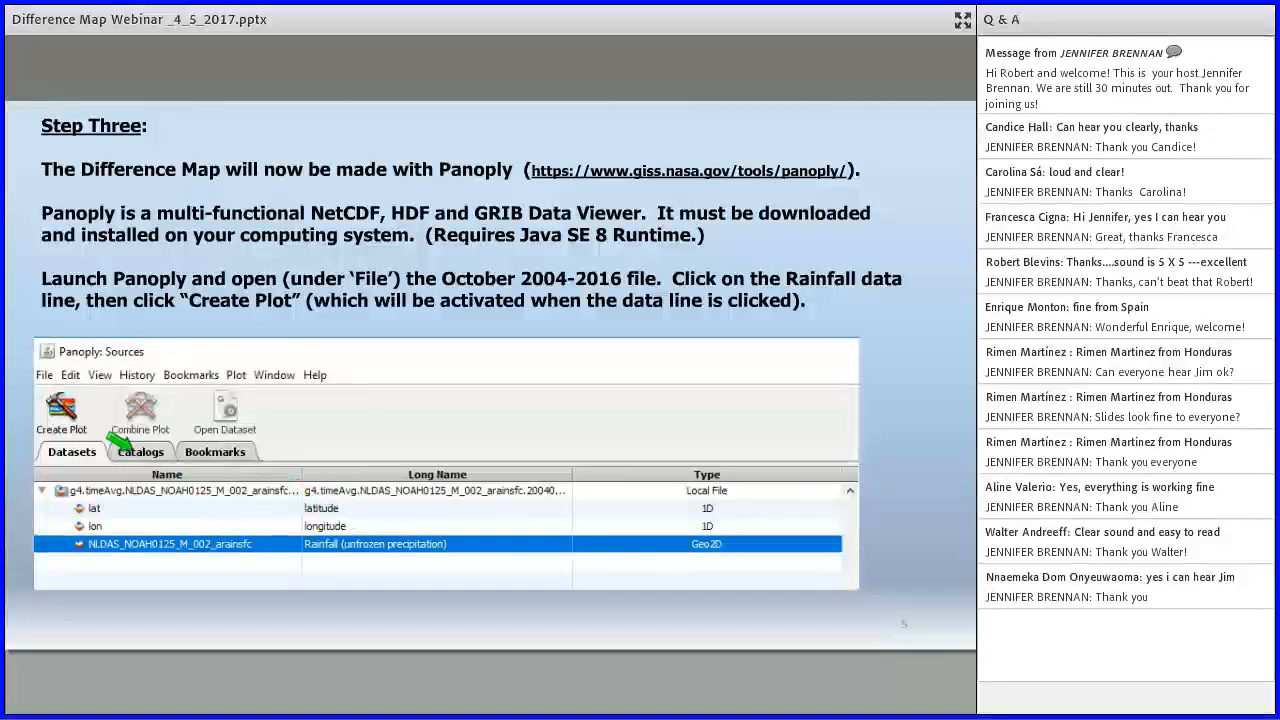 Difference Map Webinar _4_5_2017.pptx
Step Three:
The Difference Map will now be made with Panoply (https://www.giss.nasa.gov/tools/panoply/).
Panoply is a multi-functional NetCDF, HDF and GRIB Data Viewer. It must be downloaded
and installed on your computing system. (Requires Java SE 8 Runtime.)
Launch Panoply and open (under ‘File’) the October 2004-2016 file. Click on the Rainfall data
line, then click “Create Plot” (which will be activated when the data line is clicked).
Panoply: Sources
File Edit View History Bookmarks Plot Window Help
Create Plot Combine Plot Open Dataset
Datasets Catalogs Bookmarks
Name Long Name Type
g4.timeAvg.NLDAS_NOAH0125_M_002_arainsfc... g4.timeAvg.NLDAS_NOAH0125_M_002_arainsfc.20040... Local File
lat latitude 1D
lon longitude 1D
NLDAS_NOAH0125_M_002_arainsfc Rainfall (unfrozen precipitation) Geo2D
5
Q & A
Message from JENNIFER BRENNAN
Hi Robert and welcome! This is your host Jennifer
Brennan. We are still 30 minutes out. Thank you for
joining us!
Candice Hall: Can hear you clearly, thanks
JENNIFER BRENNAN: Thank you Candice!
Carolina Sá: loud and clear!
JENNIFER BRENNAN: Thanks Carolina!
Francesca Cigna: Hi Jennifer, yes I can hear you
JENNIFER BRENNAN: Great, thanks Francesca
Robert Blevins: Thanks....sound is 5 X 5 ---excellent
JENNIFER BRENNAN: Thanks, can't beat that Robert!
Enrique Monton: fine from Spain
JENNIFER BRENNAN: Wonderful Enrique, welcome!
Rimen Martínez : Rimen Martinez from Honduras
JENNIFER BRENNAN: Can everyone hear Jim ok?
Rimen Martínez : Rimen Martinez from Honduras
JENNIFER BRENNAN: Slides look fine to everyone?
Rimen Martínez : Rimen Martinez from Honduras
JENNIFER BRENNAN: Thank you everyone
Aline Valerio: Yes, everything is working fine
JENNIFER BRENNAN: Thank you Aline
Walter Andreeff: Clear sound and easy to read
JENNIFER BRENNAN: Thank you Walter!
Nnaemeka Dom Onyeuwaoma: yes i can hear Jim
JENNIFER BRENNAN: Thank you